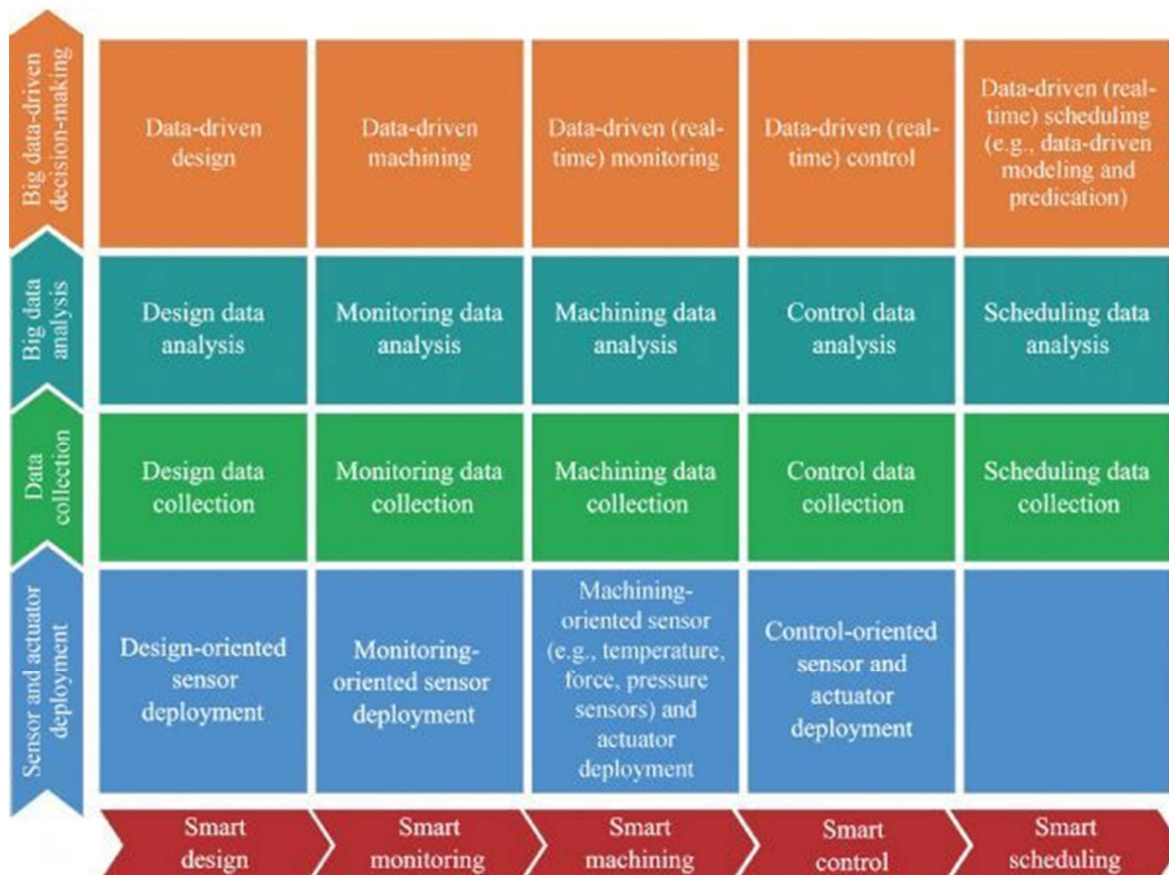 Big data-driven
decision-making
Data-driven
design
Data-driven
machining
Data-driven (real-
time) monitoring
Data-driven (real-
time) control
Data-driven (real-
time) scheduling
(e.g., data-driven
modeling and
predication)
Big data
analysis
Design data
analysis
Monitoring data
analysis
Machining data
analysis
Control data
analysis
Scheduling data
analysis
Data
collection
Design data
collection
Monitoring data
collection
Machining data
collection
Control data
collection
Scheduling data
collection
Sensor and actuator
deployment
Design-oriented
sensor
deployment
Monitoring-
oriented sensor
deployment
Machining-
oriented sensor
(e.g., temperature,
force, pressure
sensors) and
actuator
deployment
Control-oriented
sensor and
actuator
deployment
Smart
design
Smart
monitoring
Smart
machining
Smart
control
Smart
scheduling